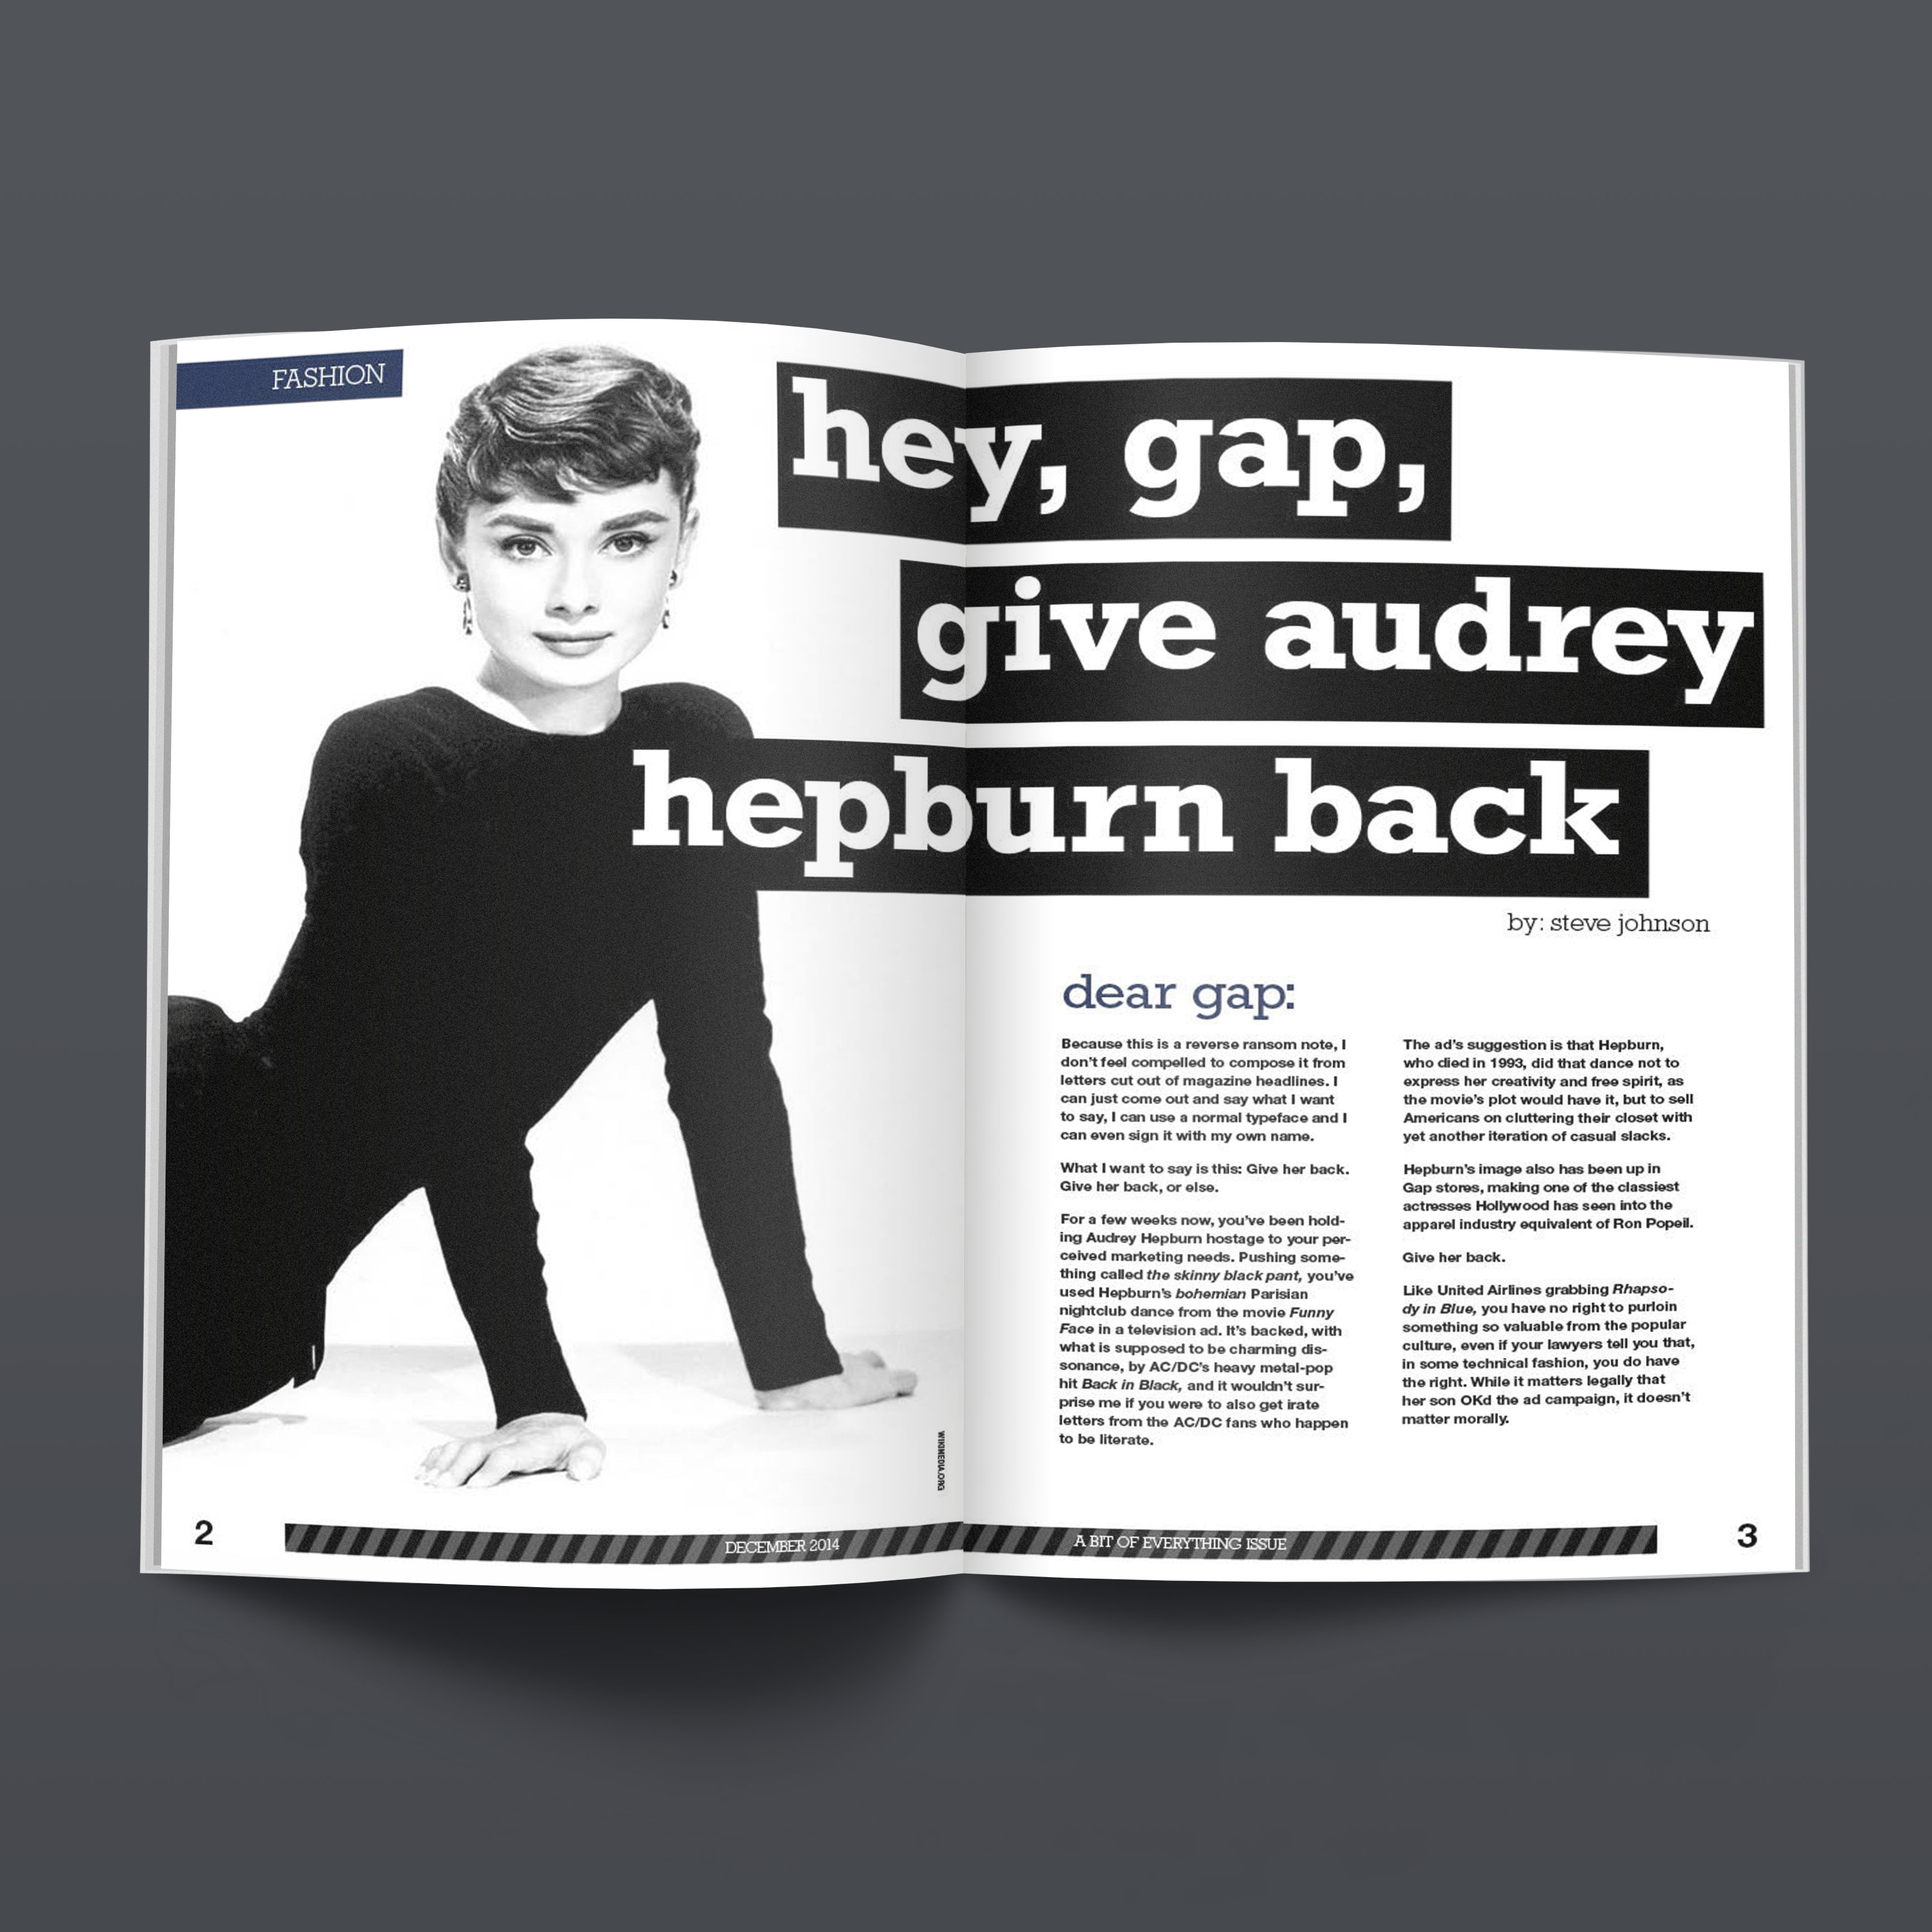 FASHION
hey, gap,
give audrey
hepburn back
by: steve johnson
dear gap:
Because this is a reverse ransom note, I
don't feel compelled to compose it from
letters cut out of magazine headlines. I
can just come out and say what I want
to say, I can use a normal typeface and I
can even sign it with my own name.
What I want to say is this: Give her back.
Give her back, or else.
For a few weeks now, you've been hold-
ing Audrey Hepburn hostage to your per-
ceived marketing needs. Pushing some-
thing called the skinny black pant, you've
used Hepburn's bohemian Parisian
nightclub dance from the movie Funny
Face in a television ad. It's backed, with
what is supposed to be charming dis-
sonance, by AC/DC's heavy metal-pop
hit Back in Black, and it wouldn't sur-
prise me if you were to also get irate
letters from the AC/DC fans who happen
to be literate.
The ad's suggestion is that Hepburn,
who died in 1993, did that dance not to
express her creativity and free spirit, as
the movie's plot would have it, but to sell
Americans on cluttering their closet with
yet another iteration of casual slacks.
Hepburn's image also has been up in
Gap stores, making one of the classiest
actresses Hollywood has seen into the
apparel industry equivalent of Ron Popeil.
Give her back.
Like United Airlines grabbing Rhapso-
dy in Blue, you have no right to purloin
something so valuable from the popular
culture, even if your lawyers tell you that,
in some technical fashion, you do have
the right. While it matters legally that
her son OKd the ad campaign, it doesn't
matter morally.
WIKIMEDIA.ORG
2
DECEMBER 2014
A BIT OF EVERYTHING ISSUE
3